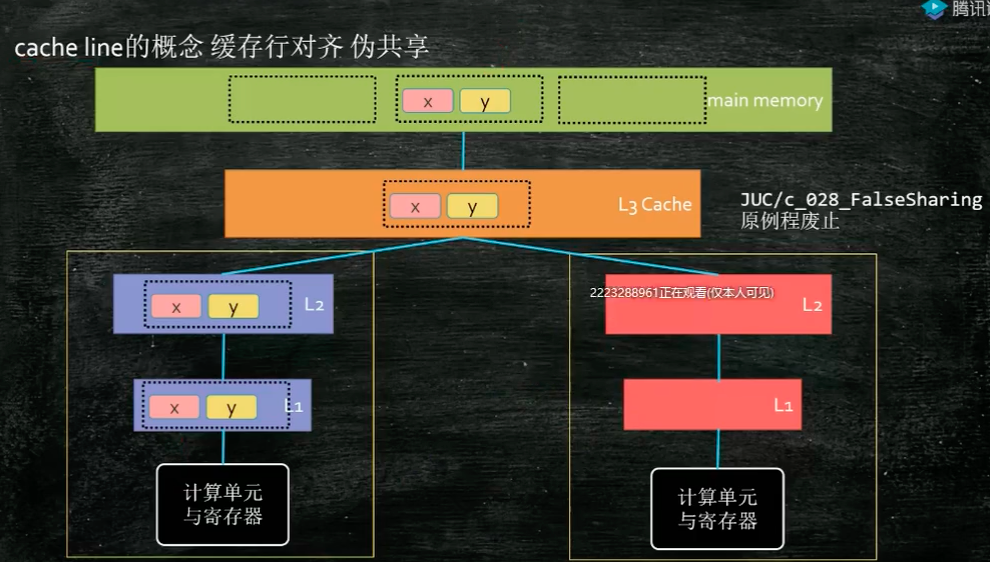 腾讯
cache line的概念 缓存行对齐 伪共享
x y main memory
x y L3 Cache
JUC/c_028_FalseSharing
原例程废止
x y L2
2223288961正在观看(仅本人可见)
L2
x y L1
L1
计算单元
与寄存器
计算单元
与寄存器